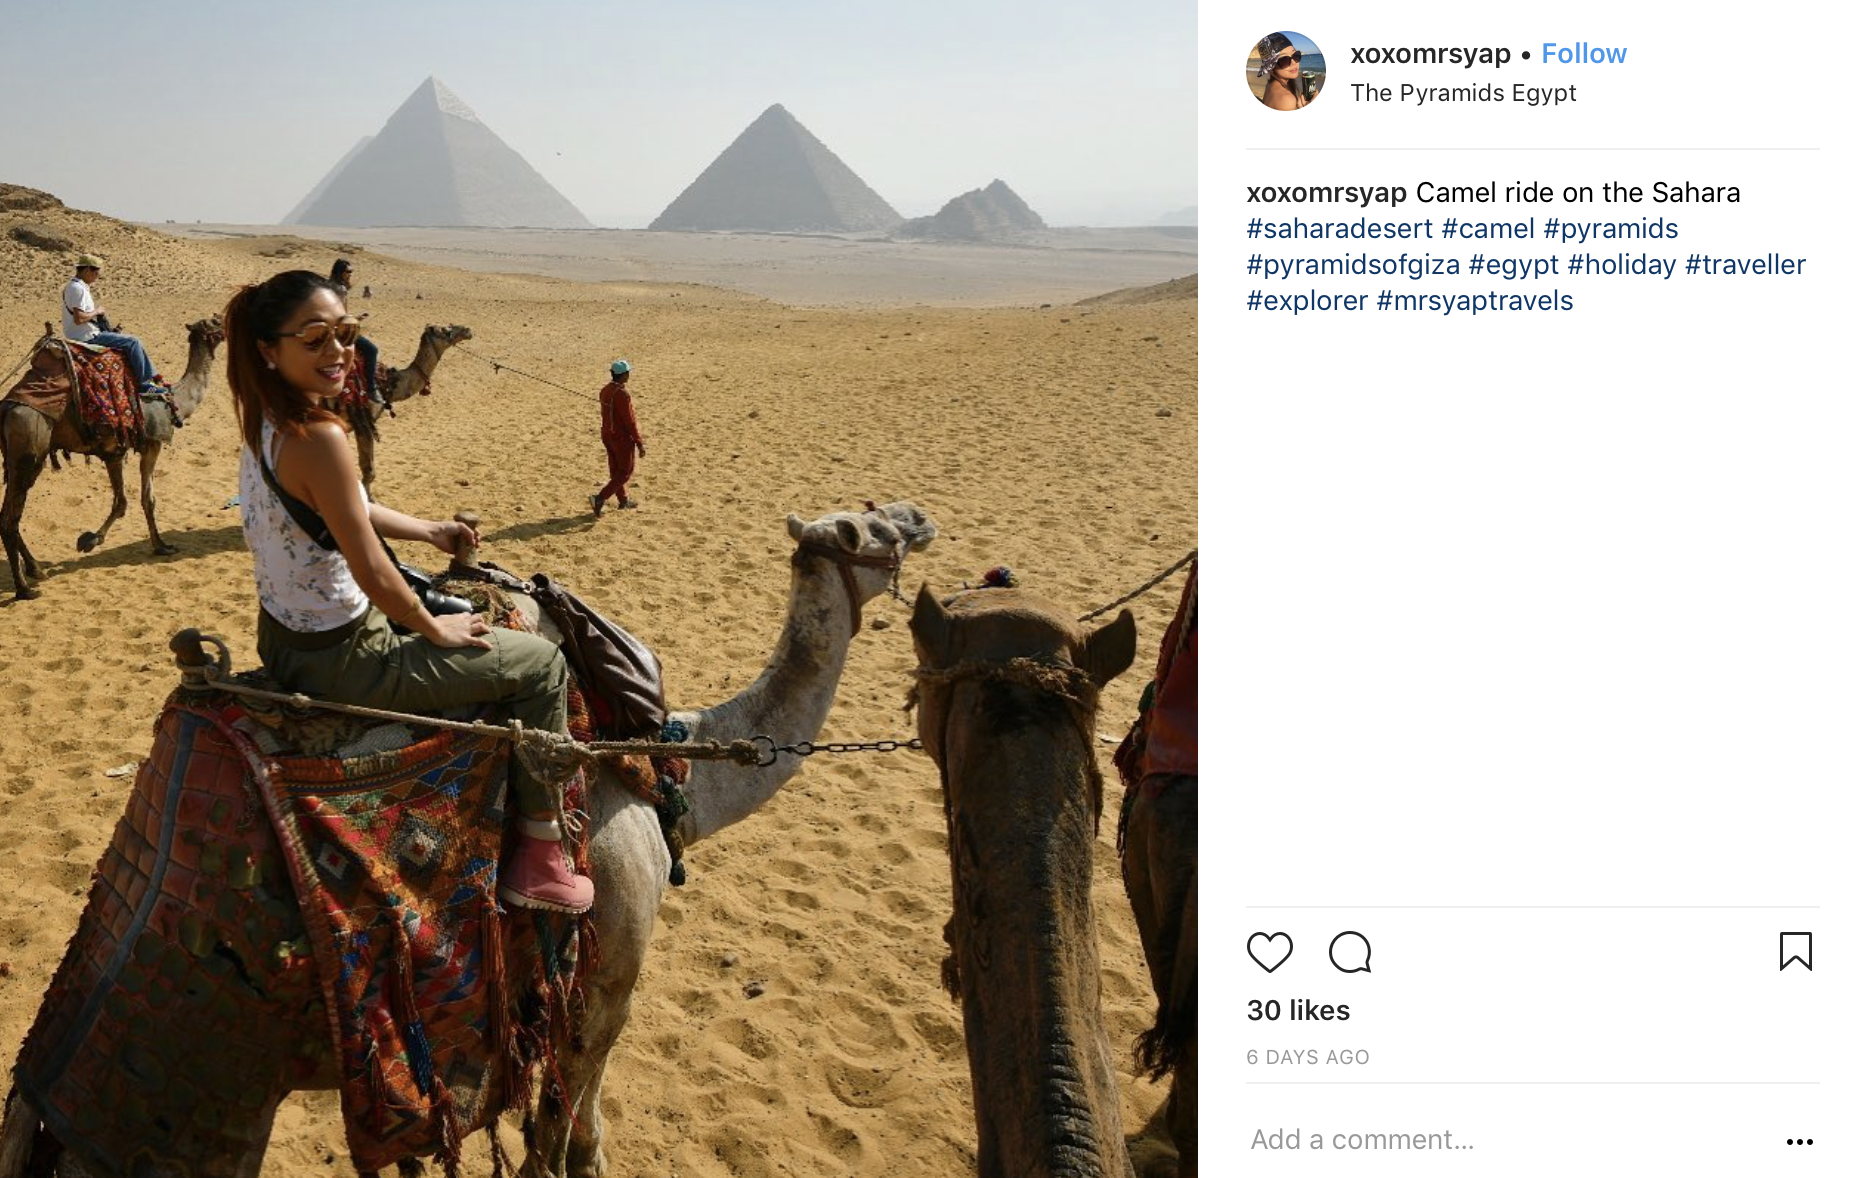 xoxomrsyap • Follow
The Pyramids Egypt
xoxomrsyap Camel ride on the Sahara
#saharadesert #camel #pyramids
#pyramidsofgiza #egypt #holiday #traveller
#explorer #mrsyaptravels
30 likes
6 DAYS AGO
Add a comment...